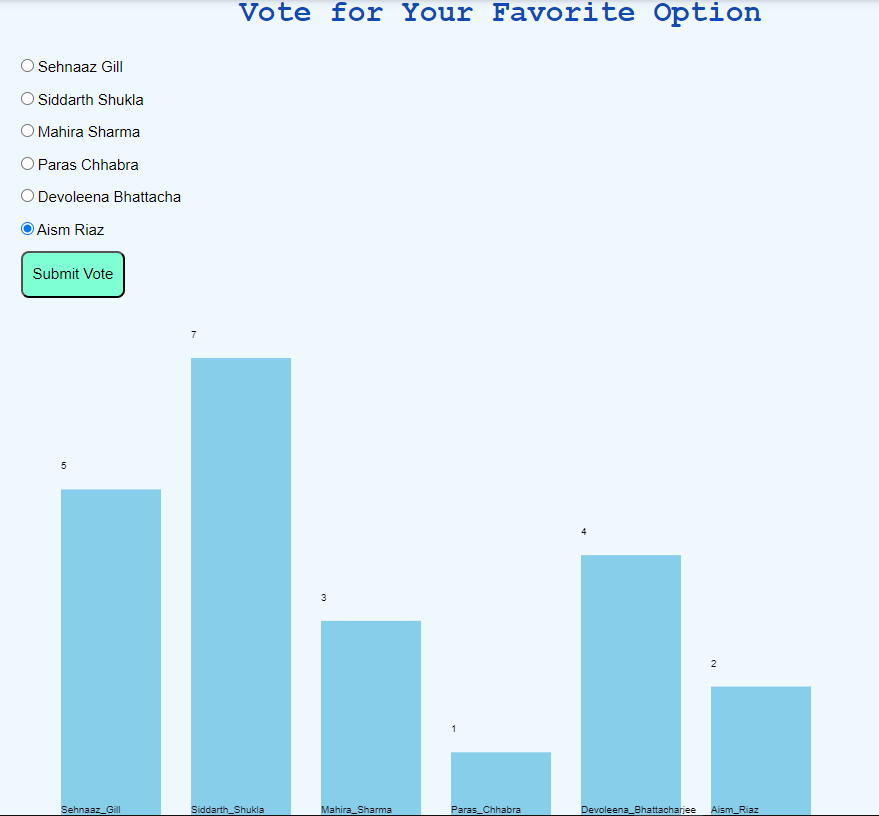 Vote for Your Favorite Option
Sehnaaz Gill
Siddarth Shukla
Mahira Sharma
Paras Chhabra
Devoleena Bhattacha
Aism Riaz
Submit Vote
7
5
4
3
2
1
Sehnaaz_Gill
Siddarth_Shukla
Mahira_Sharma
Paras_Chhabra
Devoleena_Bhattacharjee
Aism_Riaz